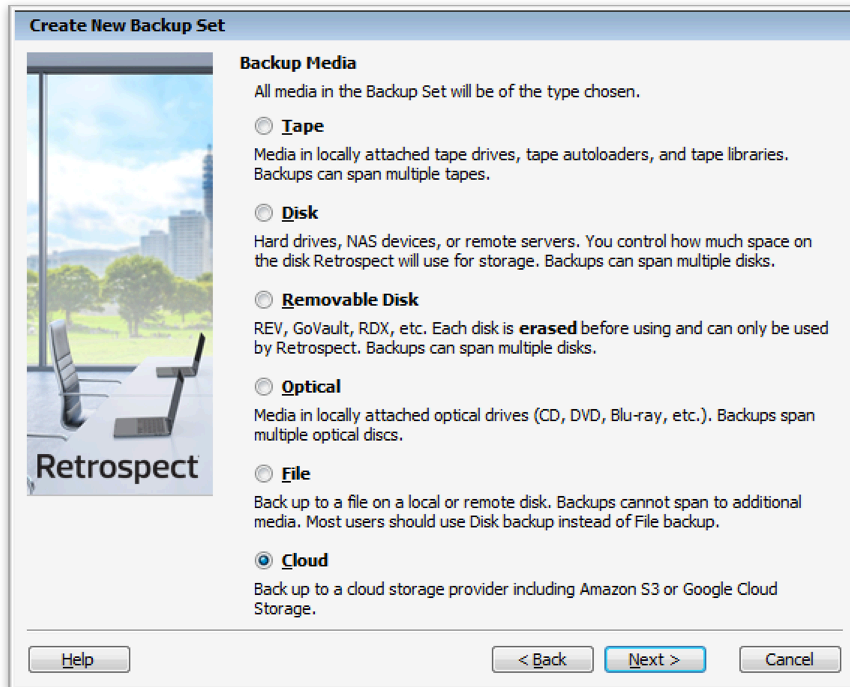 Create New Backup Set
Backup Media
All media in the Backup Set will be of the type chosen.
Tape
Media in locally attached tape drives, tape autoloaders, and tape libraries.
Backups can span multiple tapes.
Disk
Hard drives, NAS devices, or remote servers. You control how much space on
the disk Retrospect will use for storage. Backups can span multiple disks.
Removable Disk
REV, GoVault, RDX, etc. Each disk is erased before using and can only be used
by Retrospect. Backups can span multiple disks.
Optical
Media in locally attached optical drives (CD, DVD, Blu-ray, etc.). Backups span
multiple optical discs.
Retrospect
File
Back up to a file on a local or remote disk. Backups cannot span to additional
media. Most users should use Disk backup instead of File backup.
Cloud
Back up to a cloud storage provider including Amazon S3 or Google Cloud
Storage.
Help
< Back
Next >
Cancel